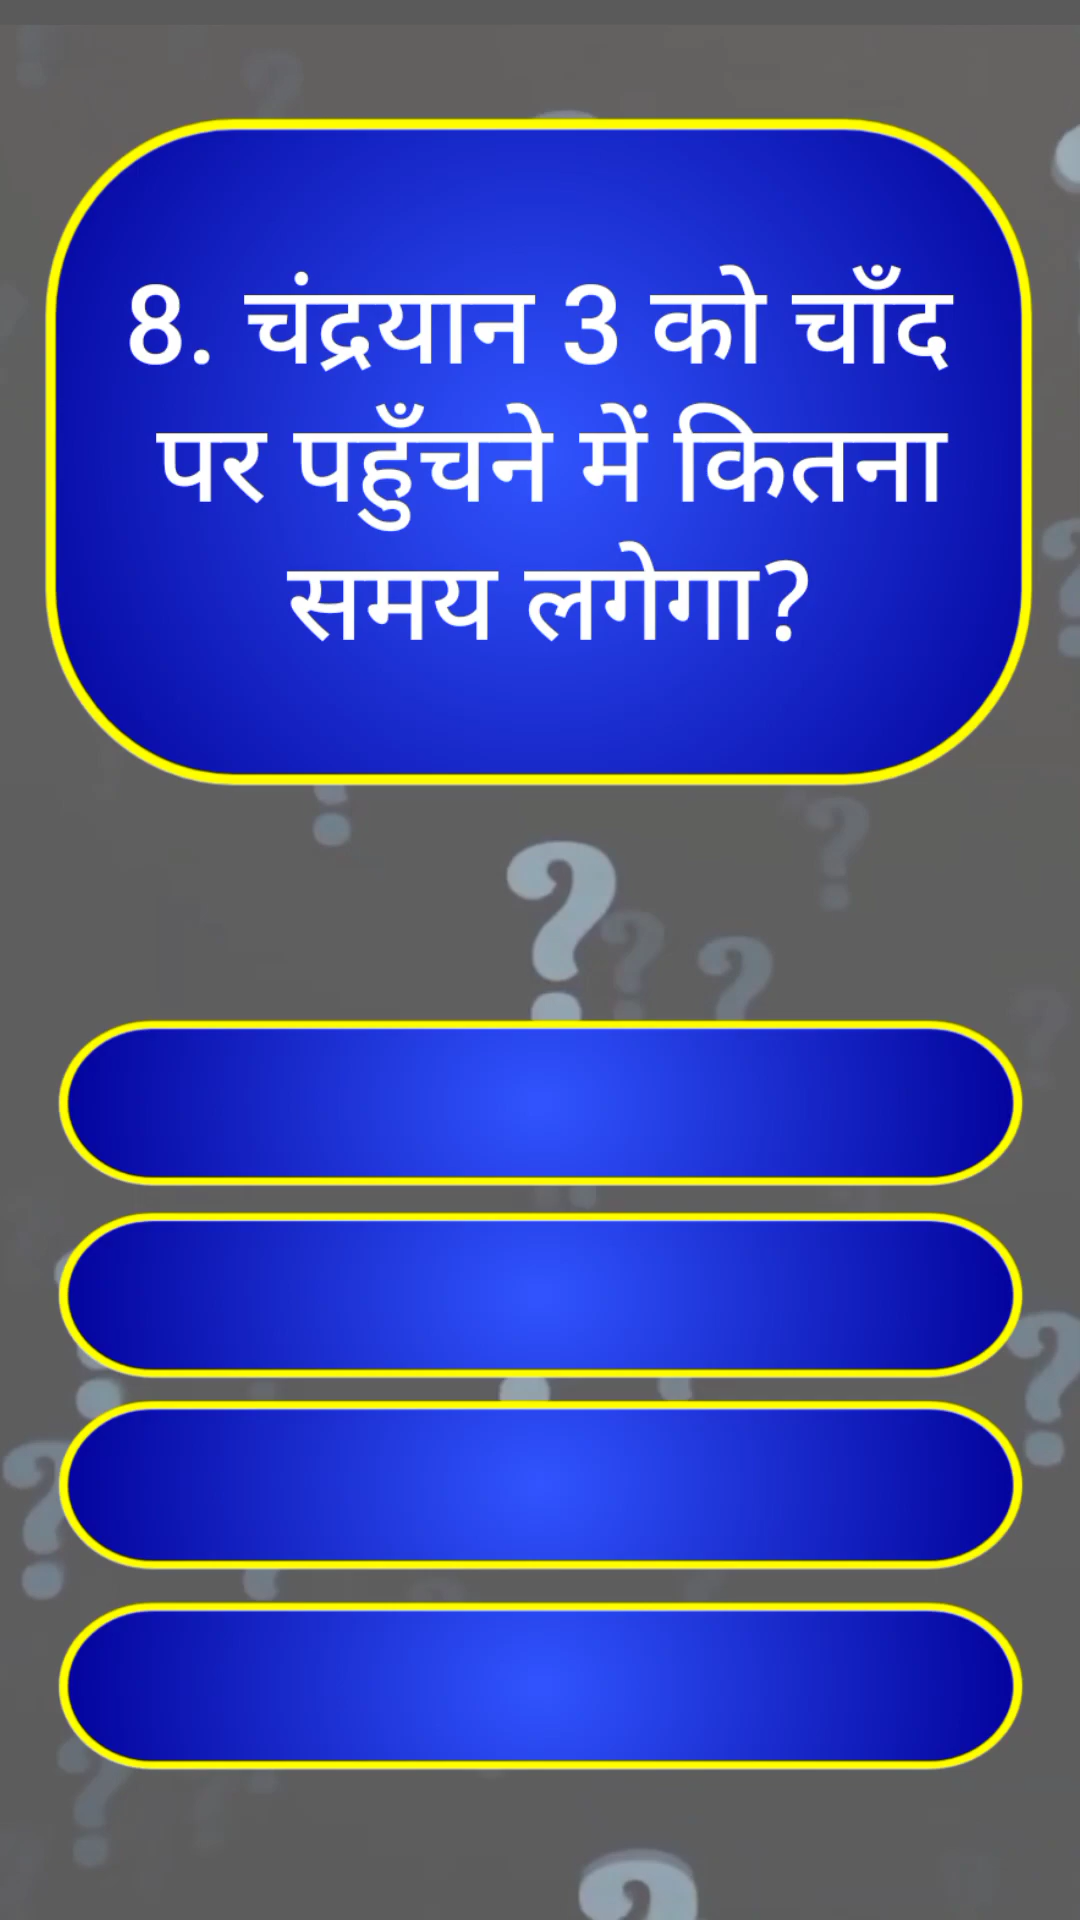 8. चंद्रयान 3 को चाँद
पर पहुँचने में कितना
समय लगेगा?